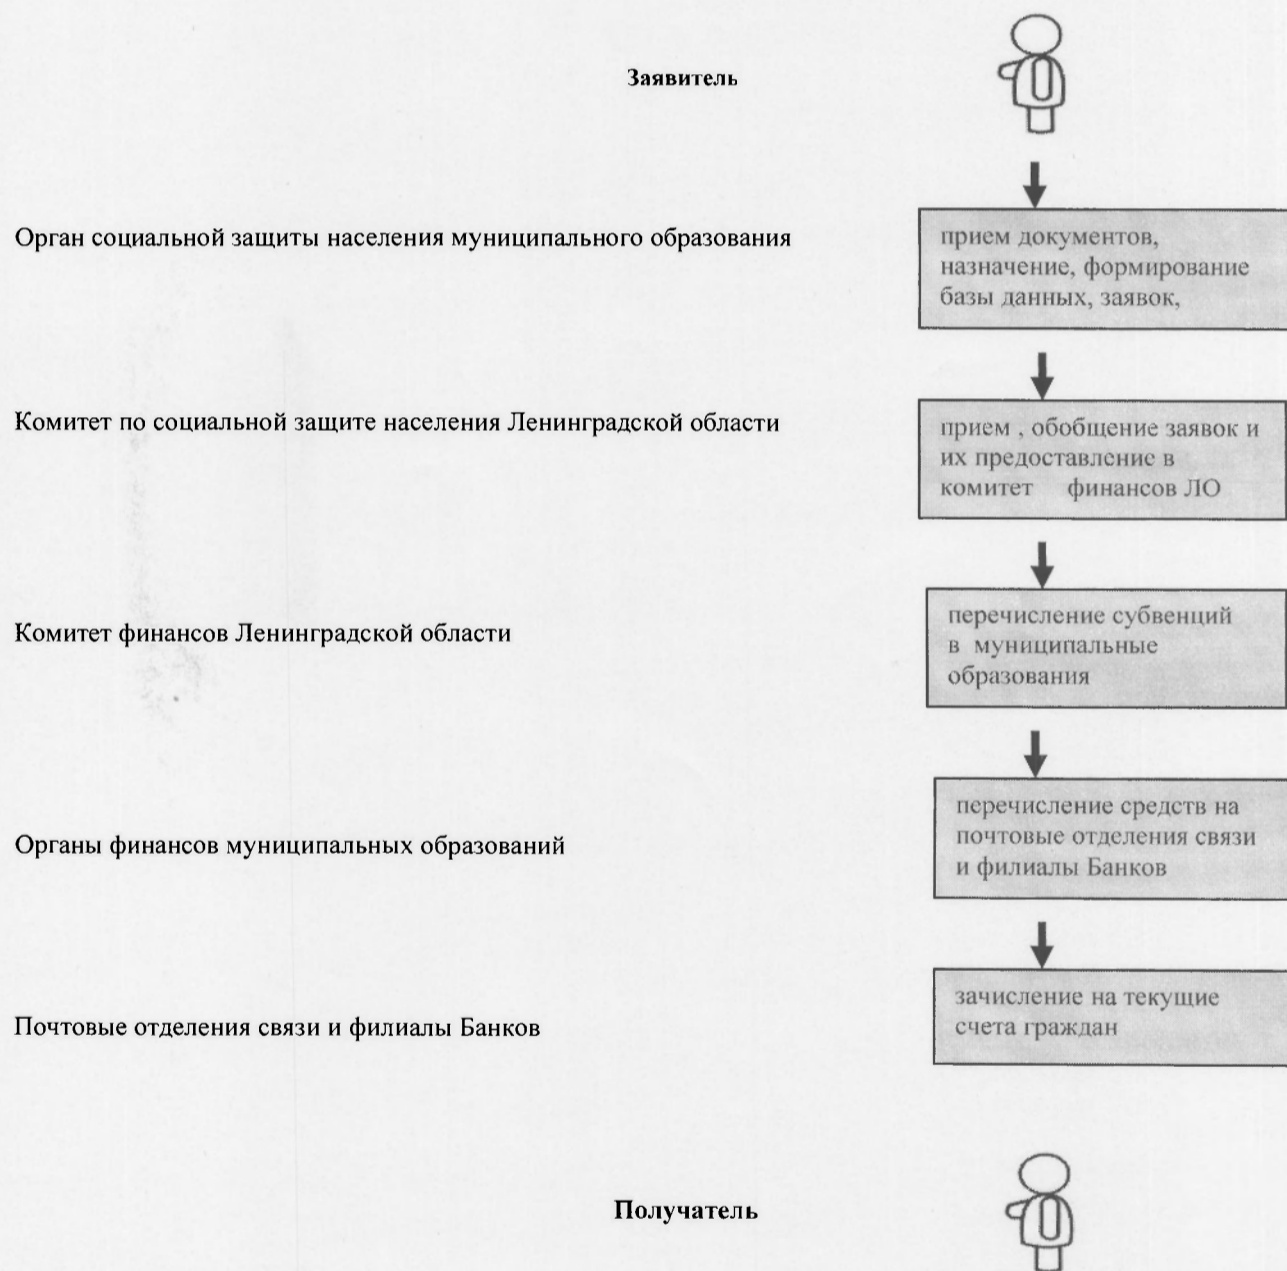 Заявитель
Орган социальной защиты населения муниципального образования
прием документов,
назначение, формирование
базы данных, заявок,
Комитет по социальной защите населения Ленинградской области
прием , обобщение заявок и
их предоставление в
комитет финансов ЛО
Комитет финансов Ленинградской области
перечисление субвенций
в муниципальные
образования
Органы финансов муниципальных образований
перечисление средств на
почтовые отделения связи
и филиалы Банков
Почтовые отделения связи и филиалы Банков
зачисление на текущие
счета граждан
Получатель